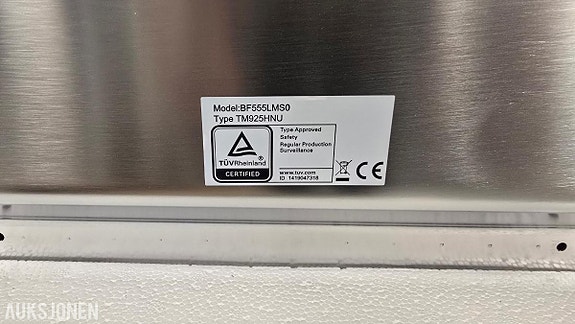 Model:BF555LMS0
Type TM925HNU
TÜVRheinland®
CERTIFIED
Type Approved
Safety
Regular Production
Surveillance
www.tuv.com
ID 1419047318
CE
AUKSJONEN